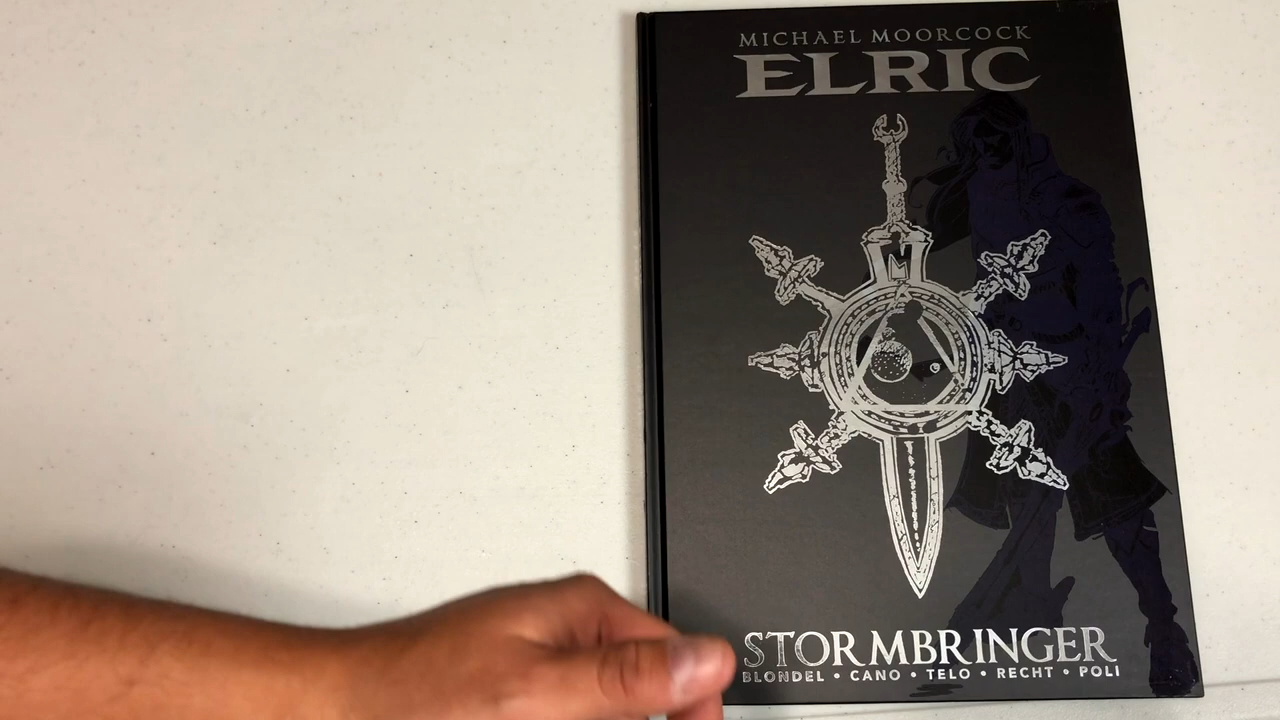 MICHAEL MOORCOCK
ELRIC
M
STORMBRINGER
BLONDEL • CANO • TELO • RECHT • POLI